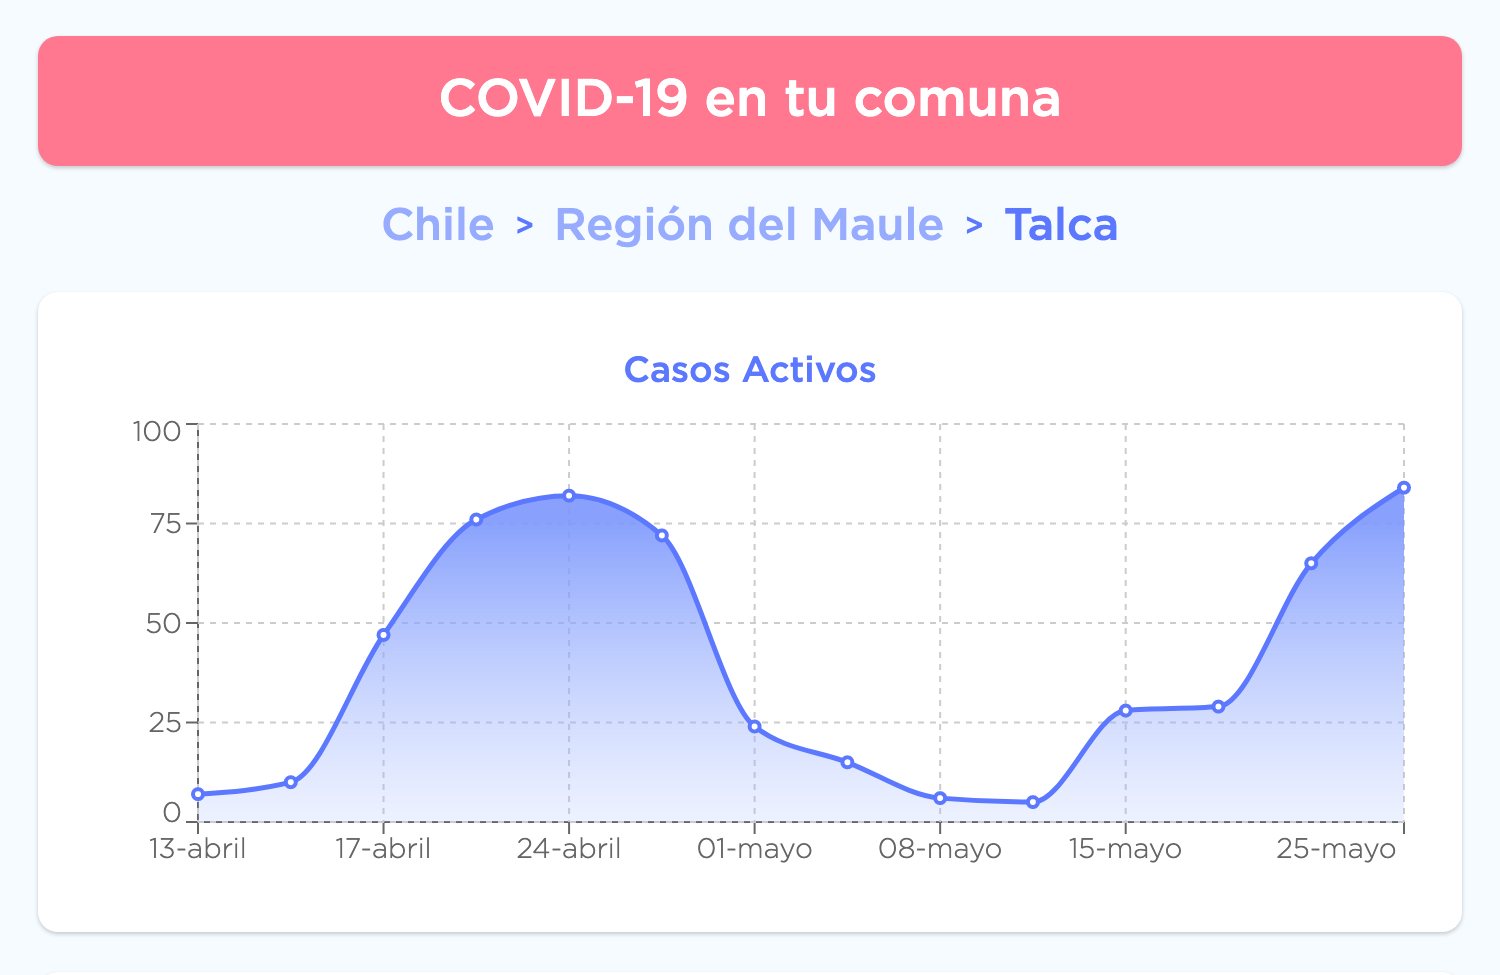 COVID-19 en tu comuna
Chile > Región del Maule > Talca
Casos Activos
100
75
50
25
0
13-abril 17-abril 24-abril 01-mayo 08-mayo 15-mayo 25-mayo